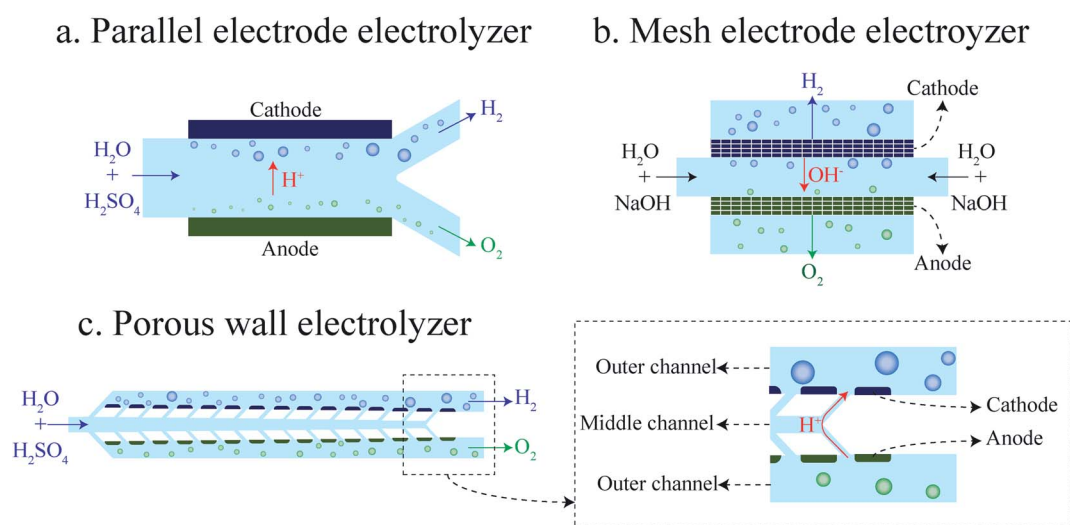 a. Parallel electrode electrolyzer
Cathode
H₂O
+
H₂SO₄
H⁺
H₂
O₂
Anode
b. Mesh electrode electroyzer
H₂
Cathode
H₂O
+
NaOH
OH⁻
H₂O
+
NaOH
Anode
O₂
c. Porous wall electrolyzer
H₂O
+
H₂SO₄
H₂
O₂
Outer channel
Middle channel
H⁺
Cathode
Anode
Outer channel